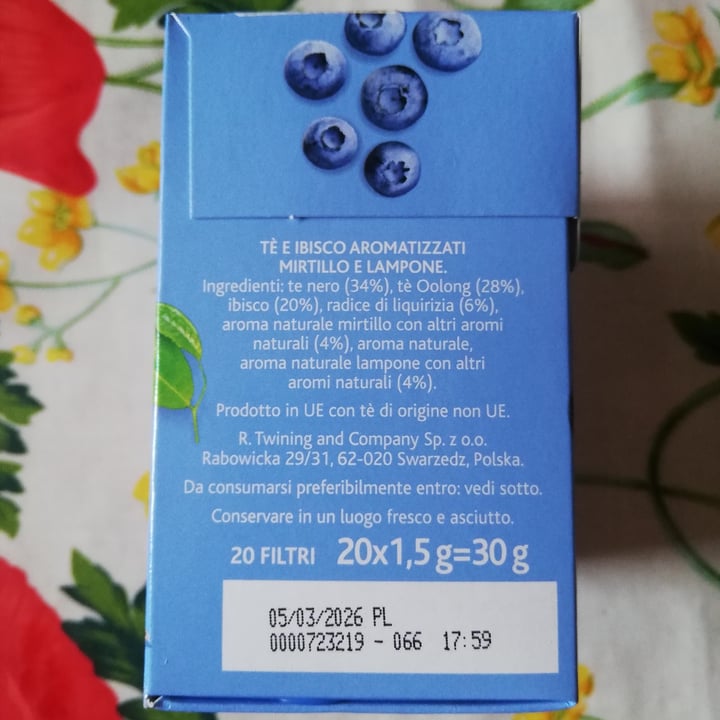 TÈ E IBISCO AROMATIZZATI
MIRTILLO E LAMPONE.
Ingredienti: te nero (34%), tè Oolong (28%),
ibisco (20%), radice di liquirizia (6%),
aroma naturale mirtillo con altri aromi
naturali (4%), aroma naturale,
aroma naturale lampone con altri
aromi naturali (4%).
Prodotto in UE con tè di origine non UE.
R. Twining and Company Sp. z o.o.
Rabowicka 29/31, 62-020 Swarzedz, Polska.
Da consumarsi preferibilmente entro: vedi sotto.
Conservare in un luogo fresco e asciutto.
20 FILTRI 20x1,5 g=30 g
05/03/2026 PL
0000723219 - 066 17:59